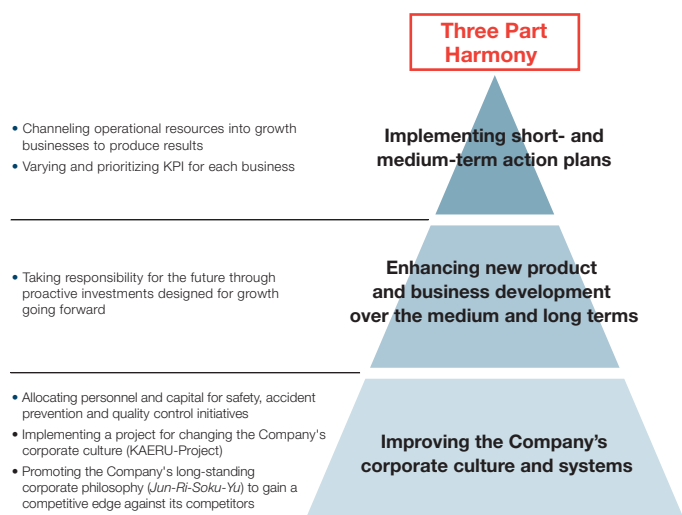 Three Part
Harmony
• Channeling operational resources into growth
businesses to produce results
• Varying and prioritizing KPI for each business
Implementing short- and
medium-term action plans
• Taking responsibility for the future through
proactive investments designed for growth
going forward
Enhancing new product
and business development
over the medium and long terms
• Allocating personnel and capital for safety, accident
prevention and quality control initiatives
• Implementing a project for changing the Company's
corporate culture (KAERU-Project)
• Promoting the Company's long-standing
corporate philosophy (Jun-Ri-Soku-Yu) to gain a
competitive edge against its competitors
Improving the Company's
corporate culture and systems